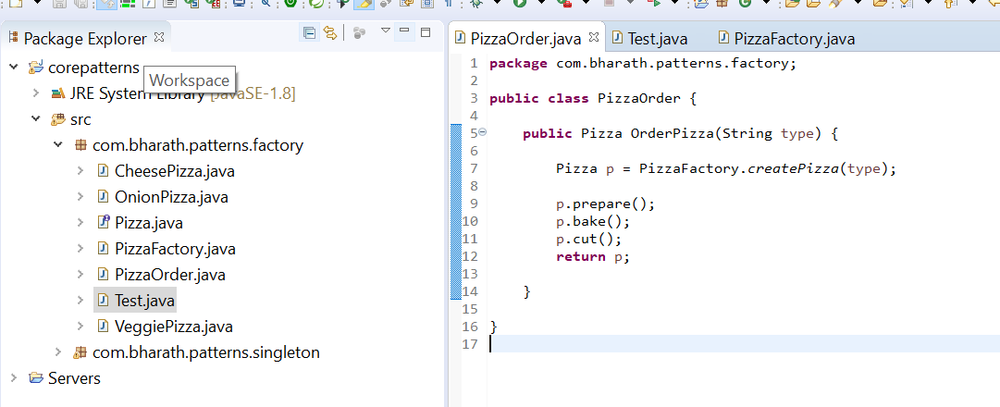 Package Explorer
corepatterns
Workspace
JRE System Library [JavaSE-1.8]
src
com.bharath.patterns.factory
CheesePizza.java
OnionPizza.java
Pizza.java
PizzaFactory.java
PizzaOrder.java
Test.java
VeggiePizza.java
com.bharath.patterns.singleton
Servers
PizzaOrder.java Test.java PizzaFactory.java
1 package com.bharath.patterns.factory;
2
3 public class PizzaOrder {
4
5 public Pizza OrderPizza(String type) {
6
7 Pizza p = PizzaFactory.createPizza(type);
8
9 p.prepare();
10 p.bake();
11 p.cut();
12 return p;
13
14 }
15
16 }
17